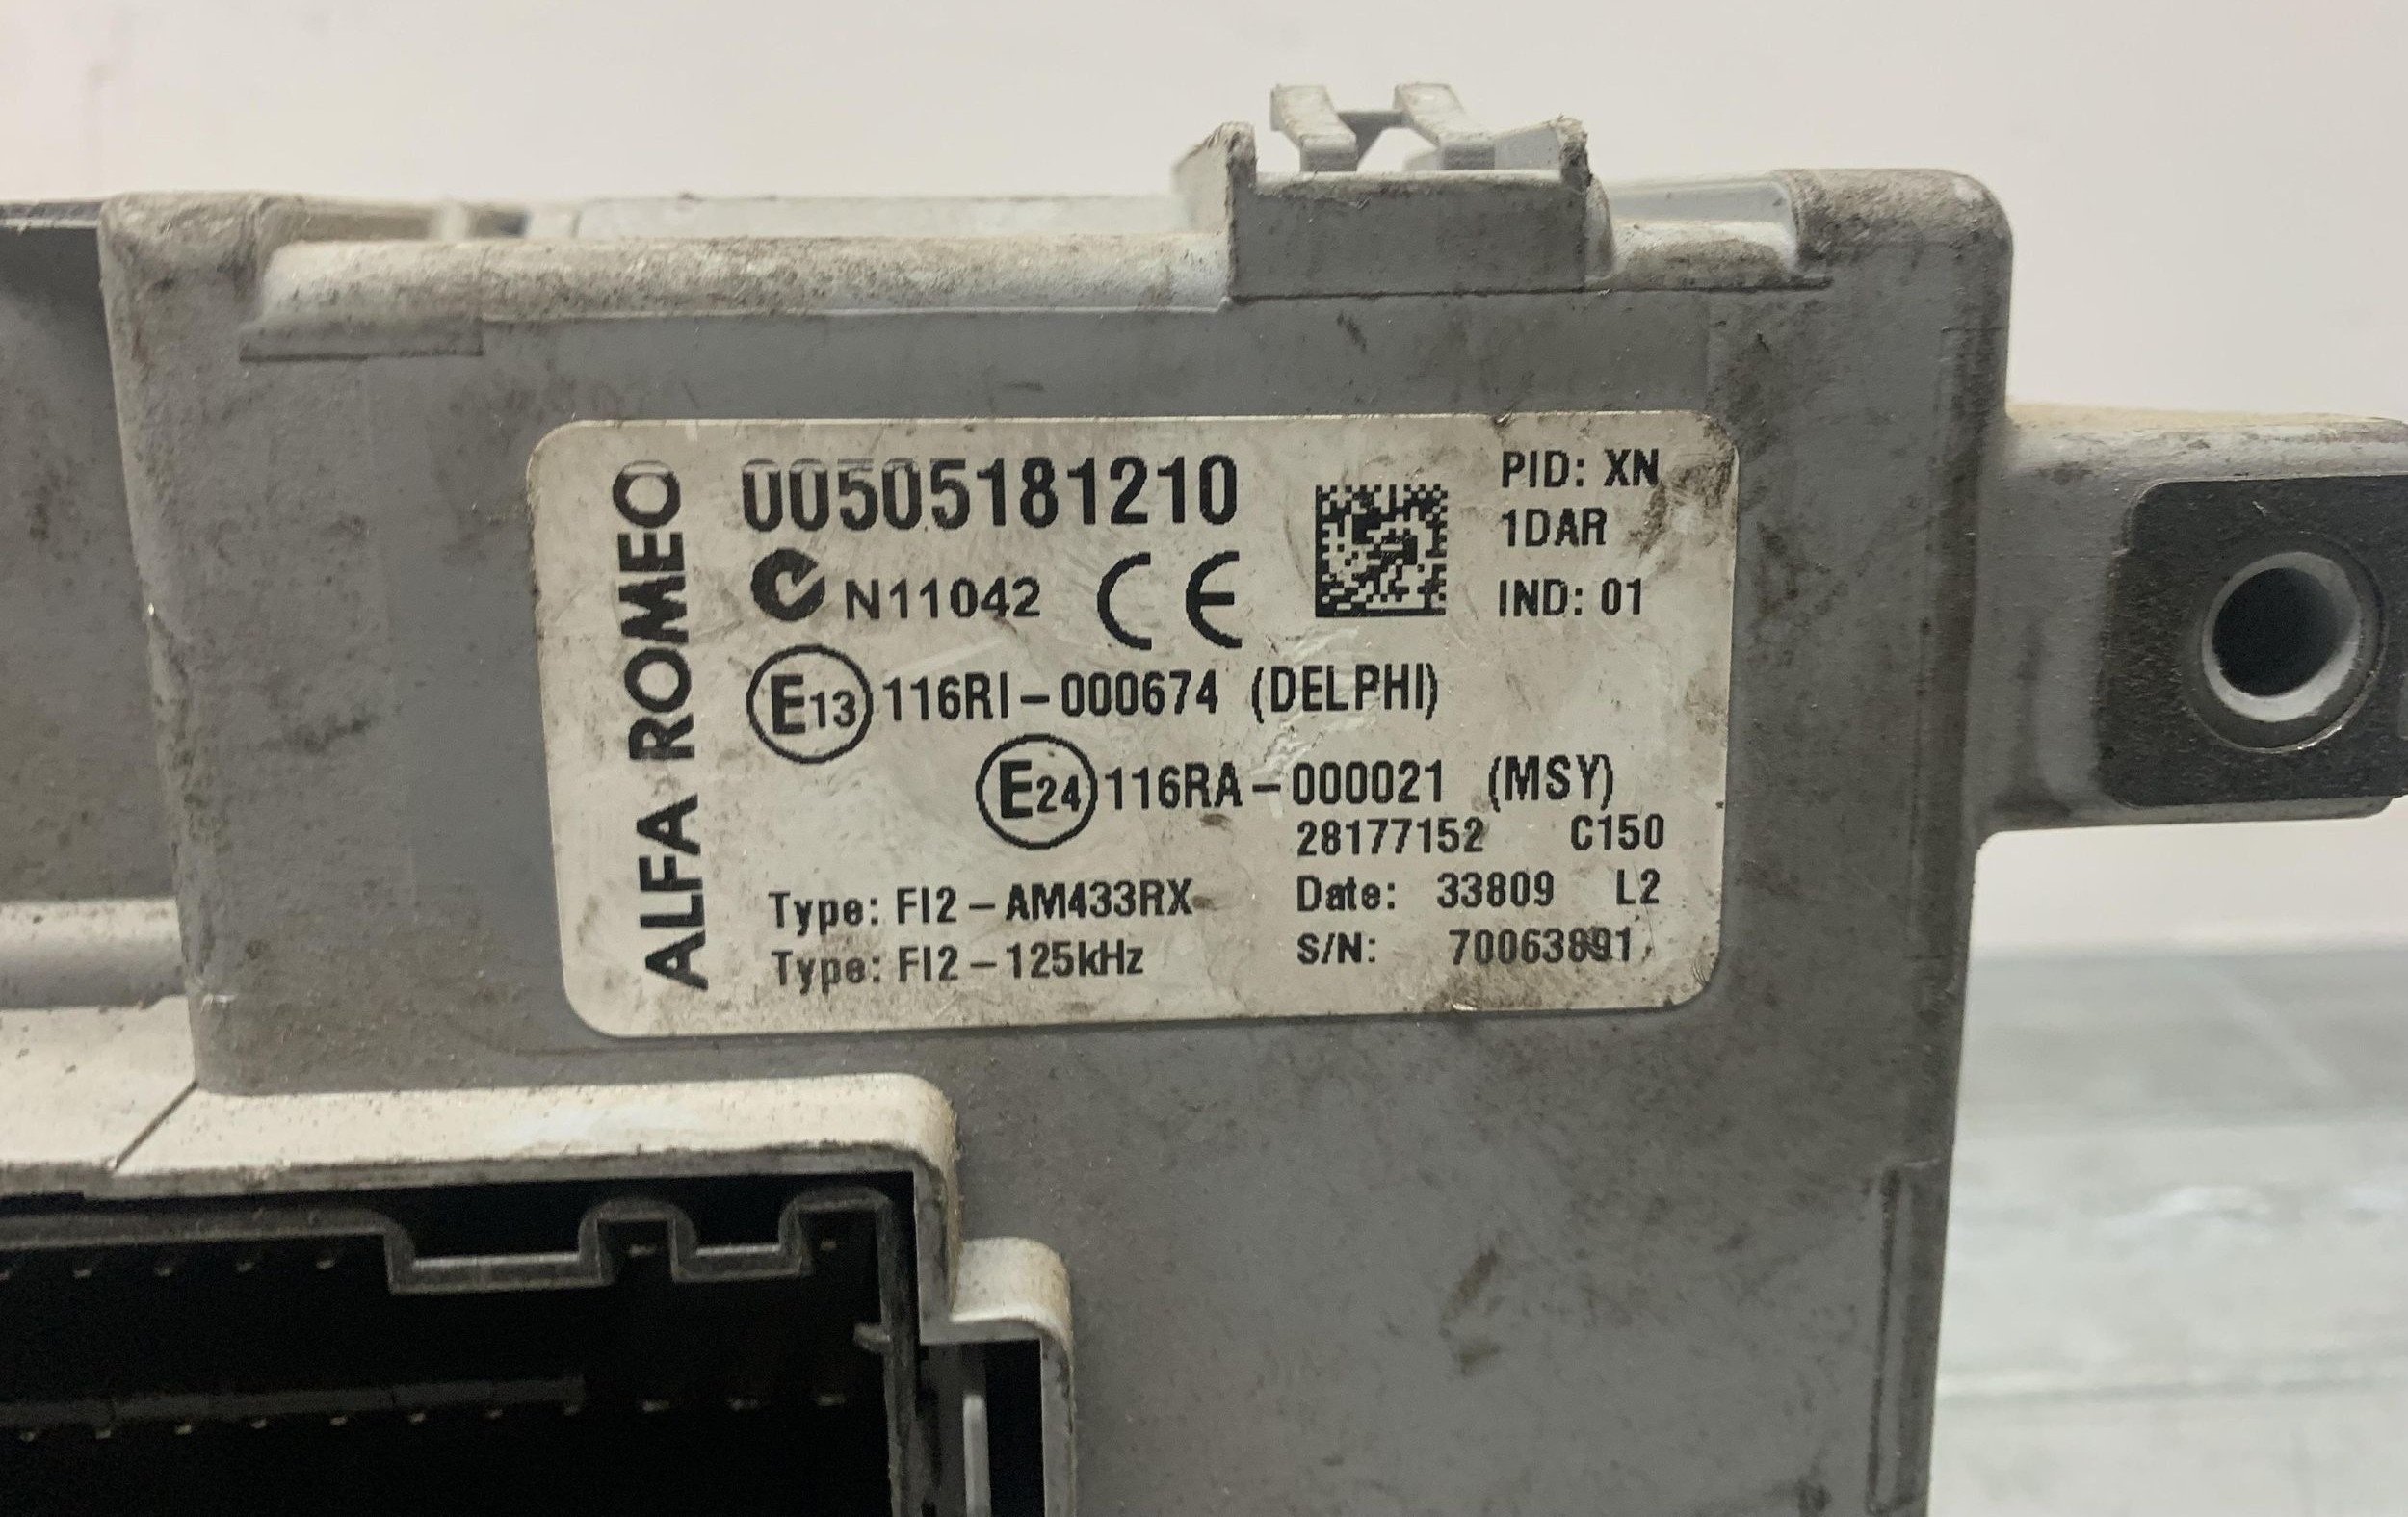 ALFA ROMEO
00505181210
PID: XN
1DAR
N11042 CE
IND: 01
E13 116RI-000674 (DELPHI)
E24 116RA-000021 (MSY)
28177152 C150
Type: FI2-AM433RX
Date: 33809 L2
Type: FI2-125kHz
S/N: 70063891